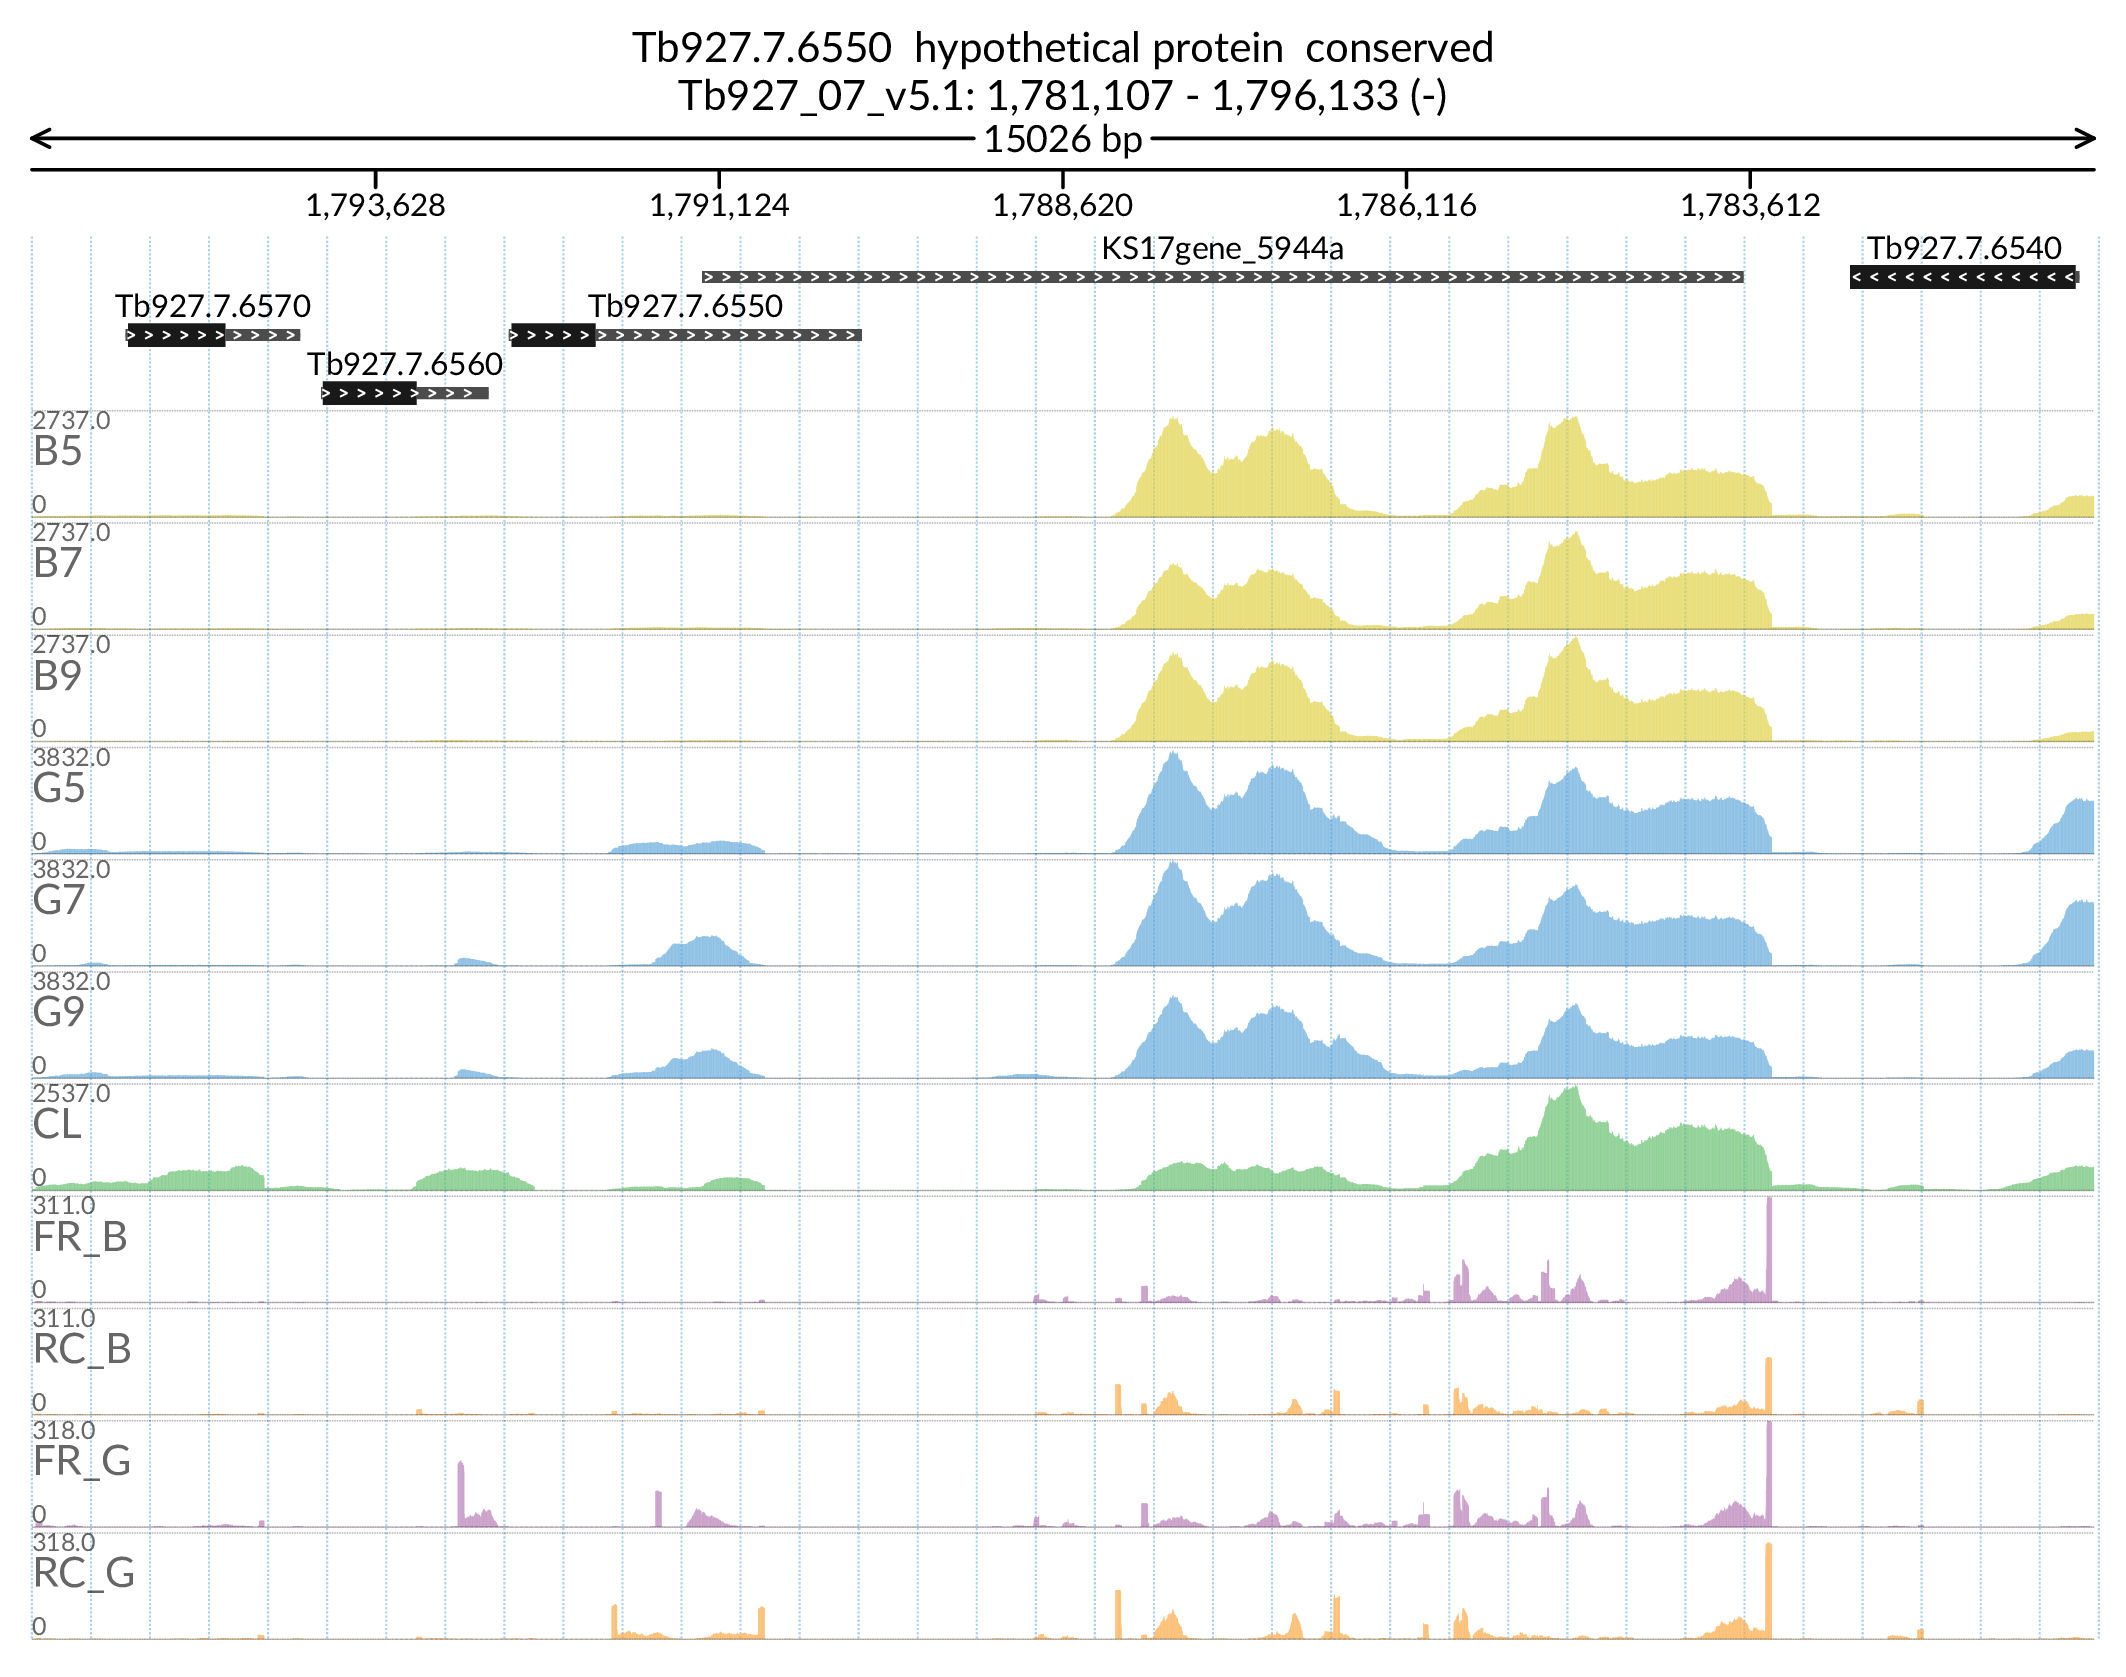 Tb927.7.6550  hypothetical protein  conserved
Tb927_07_v5.1: 1,781,107 - 1,796,133 (-)
15026 bp
1,793,628 1,791,124 1,788,620 1,786,116 1,783,612
KS17gene_5944a Tb927.7.6540
Tb927.7.6570 Tb927.7.6550
Tb927.7.6560
2737.0
B5
0
2737.0
B7
0
2737.0
B9
0
3832.0
G5
0
3832.0
G7
0
3832.0
G9
0
2537.0
CL
0
311.0
FR_B
0
311.0
RC_B
0
318.0
FR_G
0
318.0
RC_G
0